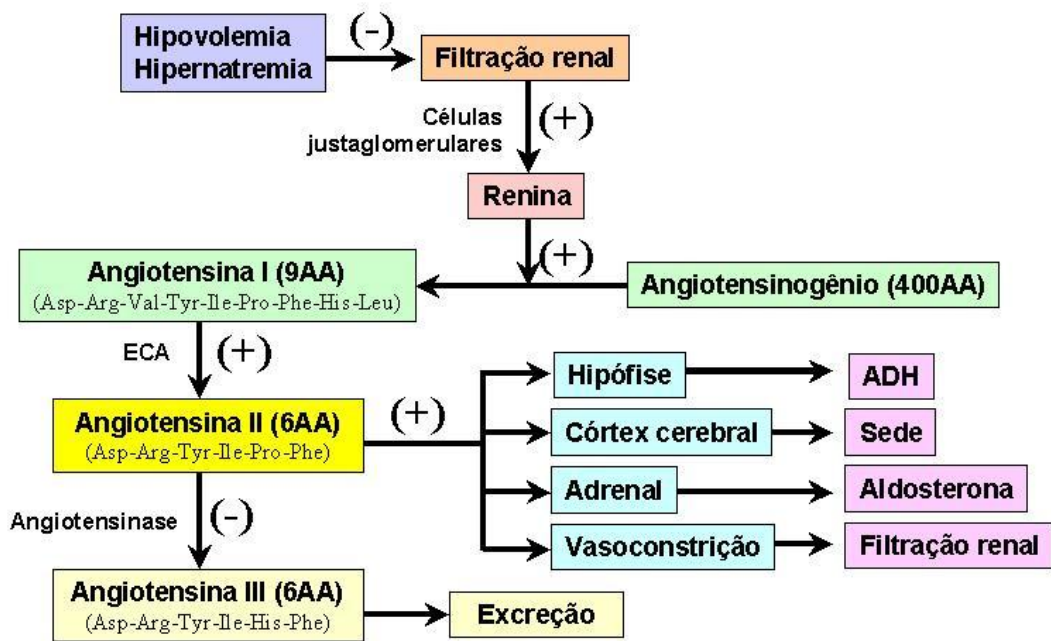 Hipovolemia
Hipernatremia
(-)
Filtração renal
Células
justaglomerulares
(+)
Renina
(+)
Angiotensina I (9AA)
(Asp-Arg-Val-Tyr-Ile-Pro-Phe-His-Leu)
Angiotensinogênio (400AA)
ECA
(+)
Angiotensina II (6AA)
(Asp-Arg-Tyr-Ile-Pro-Phe)
(+)
Hipófise
ADH
Córtex cerebral
Sede
Adrenal
Aldosterona
Vasoconstrição
Filtração renal
Angiotensinase
(-)
Angiotensina III (6AA)
(Asp-Arg-Tyr-Ile-His-Phe)
Excreção